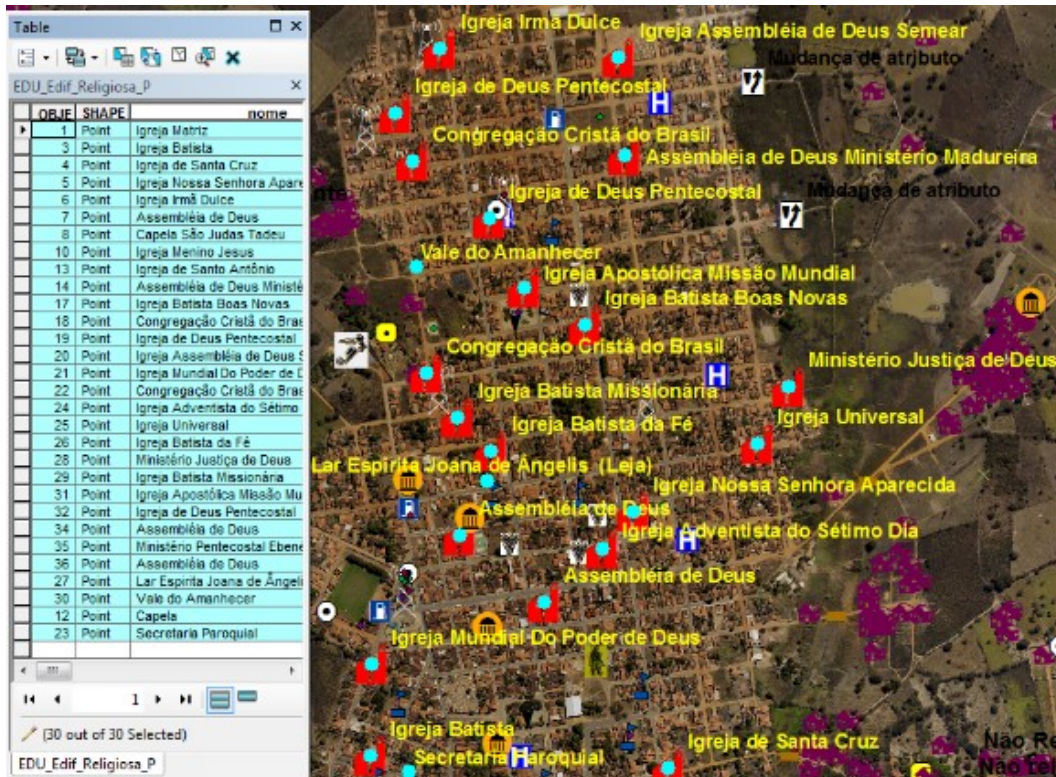 Table
EDU_Edif_Religiosa_P
OBJE SHAPE nome
1 Point Igreja Matriz
3 Point Igreja Batista
4 Point Igreja de Santa Cruz
5 Point Igreja Nossa Senhora Apare
6 Point Igreja Irmã Dulce
7 Point Assembléia de Deus
8 Point Capela São Judas Tadeu
10 Point Igreja Menino Jesus
13 Point Igreja de Santo Antônio
14 Point Assembléia de Deus Ministé
17 Point Igreja Batista Boas Novas
18 Point Congregação Cristã do Bras
19 Point Igreja de Deus Pentecostal
20 Point Igreja Assembléia de Deus S
21 Point Igreja Mundial Do Poder de D
22 Point Congregação Cristã do Bras
24 Point Igreja Adventista do Sétimo
25 Point Igreja Universal
26 Point Igreja Batista da Fé
28 Point Ministério Justiça de Deus
29 Point Igreja Batista Missionária
31 Point Igreja Apostólica Missão Mu
32 Point Igreja de Deus Pentecostal
34 Point Assembléia de Deus
35 Point Ministério Pentecostal Ebene
36 Point Assembléia de Deus
27 Point Lar Espirita Joana de Ângeli
30 Point Vale do Amanhecer
12 Point Capela
23 Point Secretaria Paroquial
1
(30 out of 30 Selected)
EDU_Edif_Religiosa_P
Igreja Irmã Dulce
Igreja Assembléia de Deus Semear
Mudança de atributo
Igreja de Deus Pentecostal
H
Congregação Cristã do Brasil
Assembléia de Deus Ministério Madureira
Igreja de Deus Pentecostal
Mudança de atributo
Vale do Amanhecer
Igreja Apostólica Missão Mundial
Igreja Batista Boas Novas
Congregação Cristã do Brasil
Ministério Justiça de Deus
H
Igreja Batista Missionária
Igreja Universal
Igreja Batista da Fé
Lar Espirita Joana de Ângelis (Leja)
Igreja Nossa Senhora Aparecida
Assembléia de Deus
Igreja Adventista do Sétimo Dia
H
Assembléia de Deus
Igreja Mundial Do Poder de Deus
Igreja Batista
Igreja de Santa Cruz
Não Re
Secretaria Paroquial
H
Não